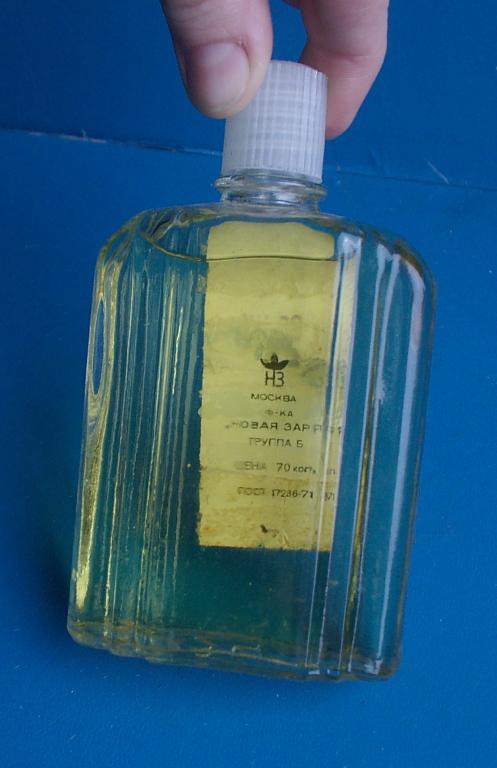 НЗ
МОСКВА
Ф-КА
НОВАЯ ЗАРЯ
ГРУППА Б
ЦЕНА 70 коп.
ГОСТ 17236-71